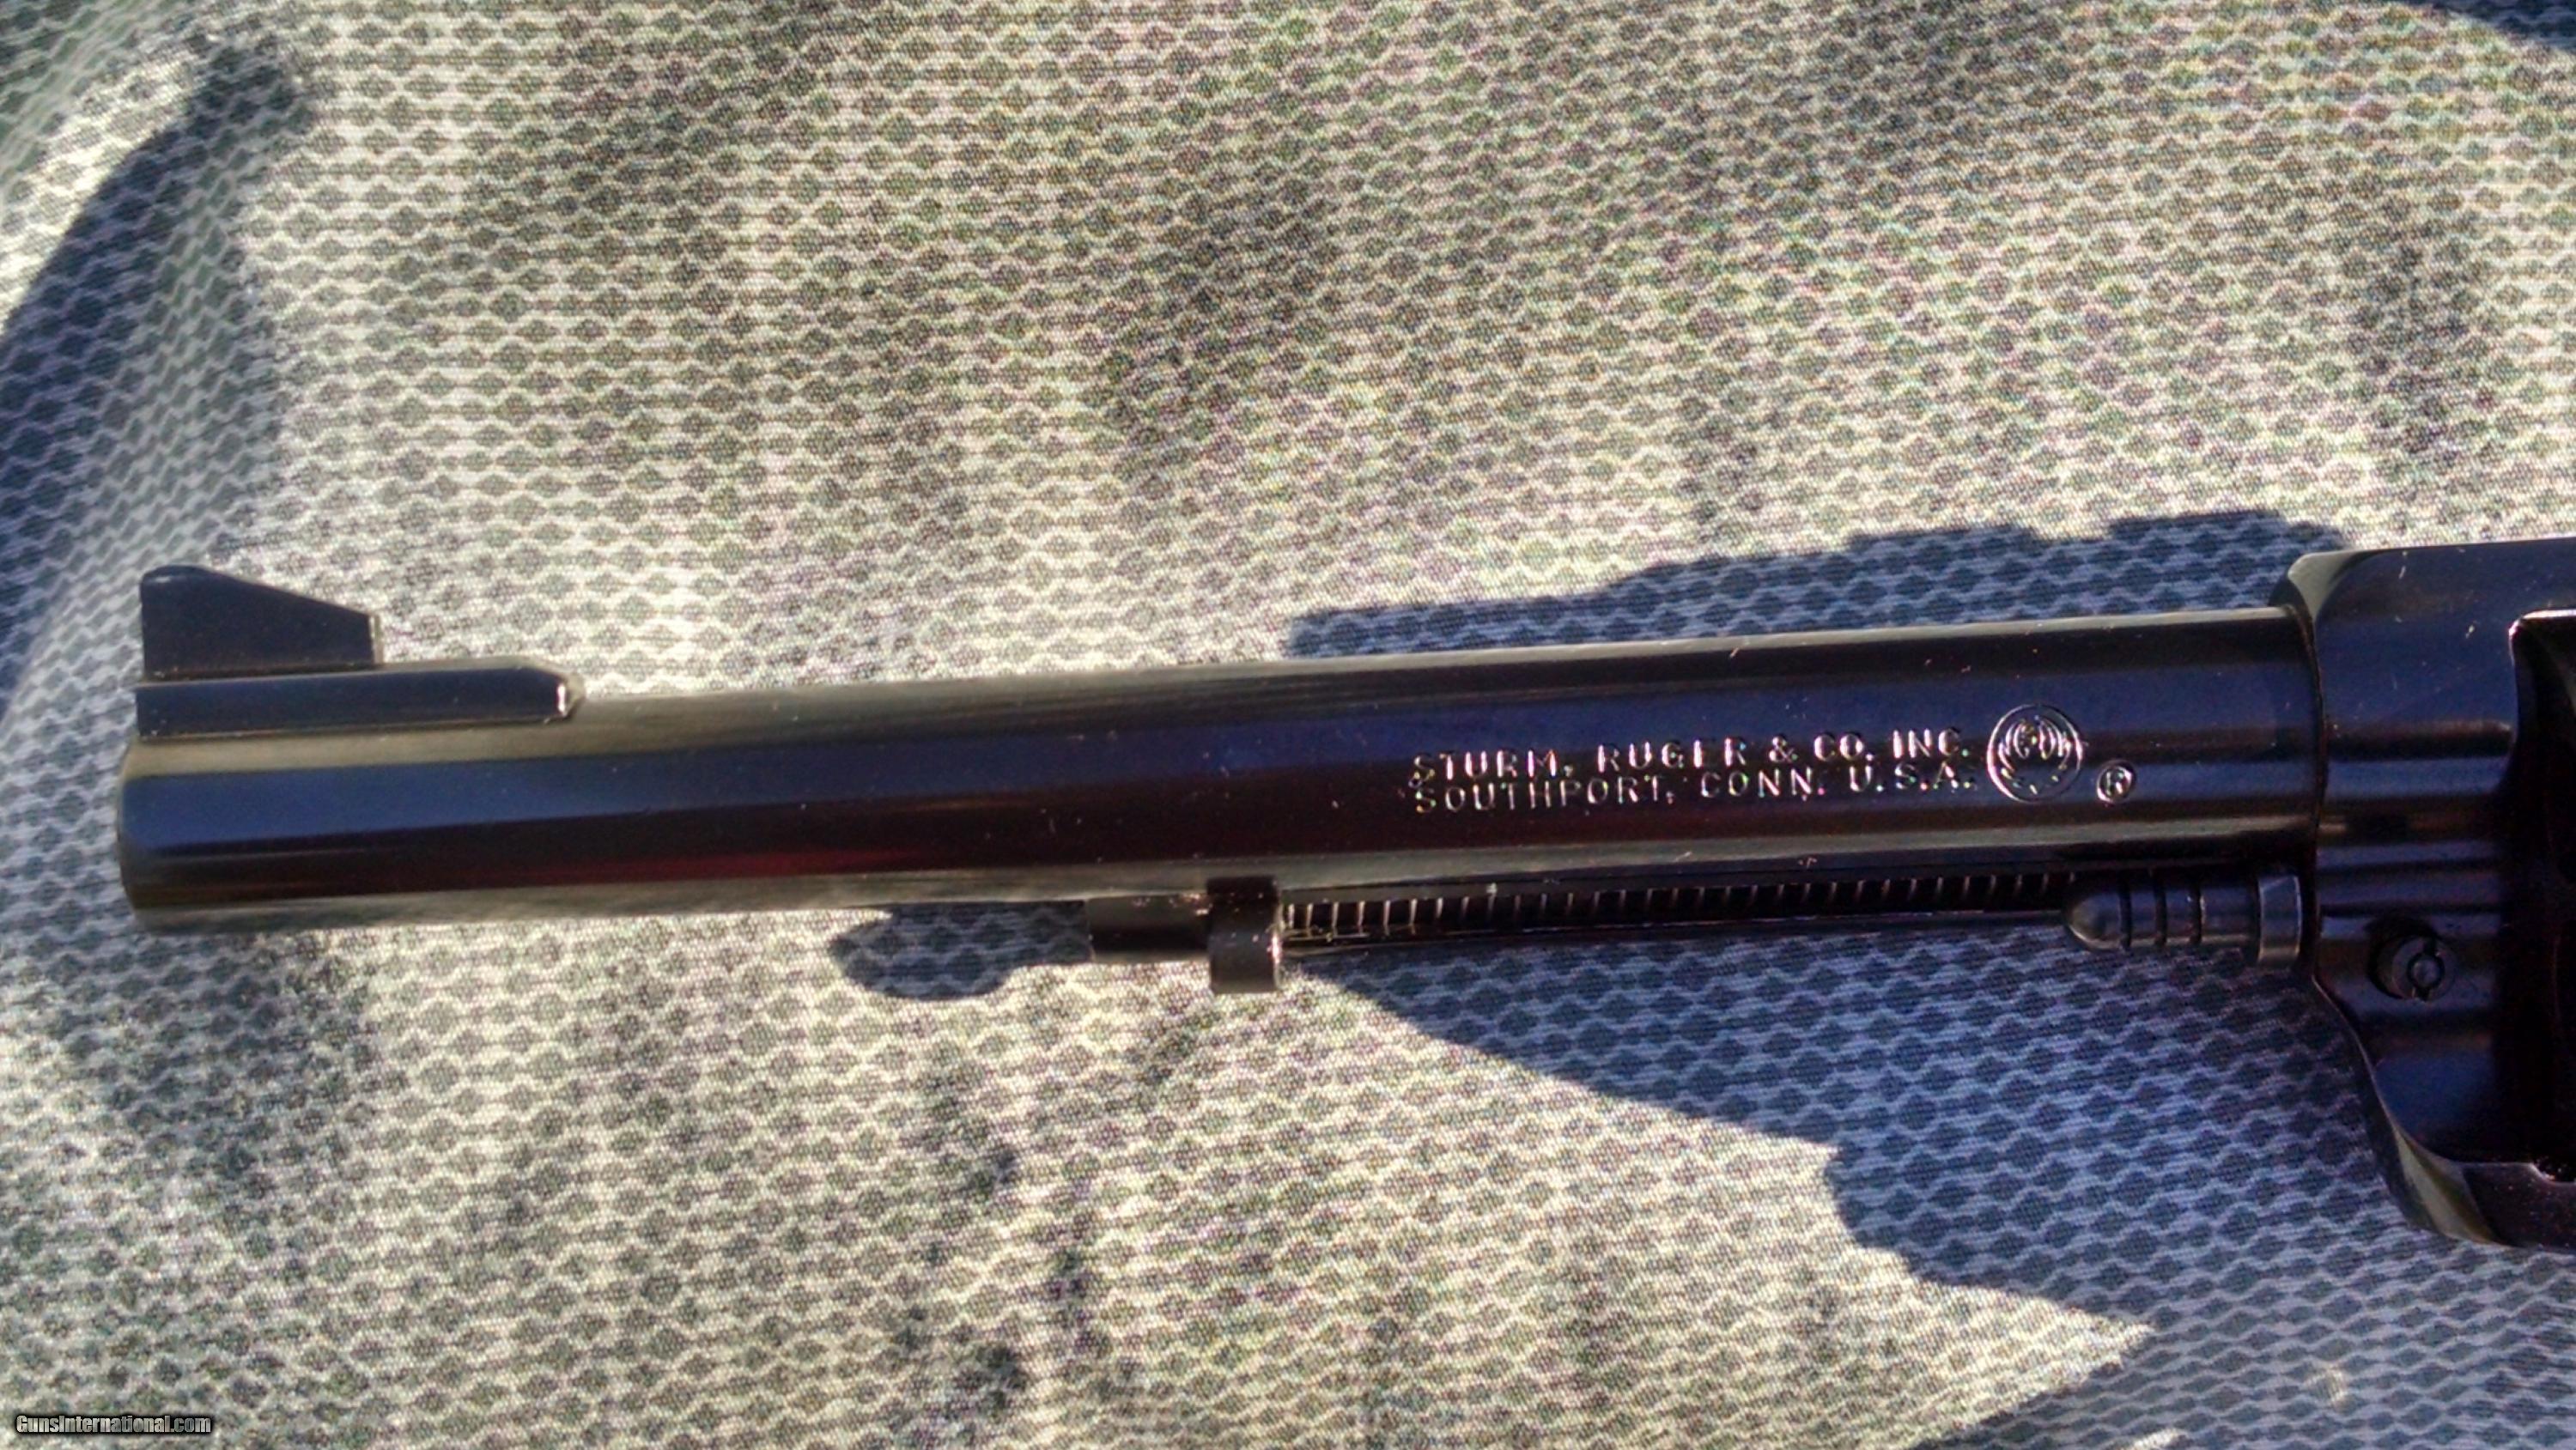 STURM, RUGER & CO. INC.
SOUTHPORT, CONN. U.S.A.
®
GunsInternational.com